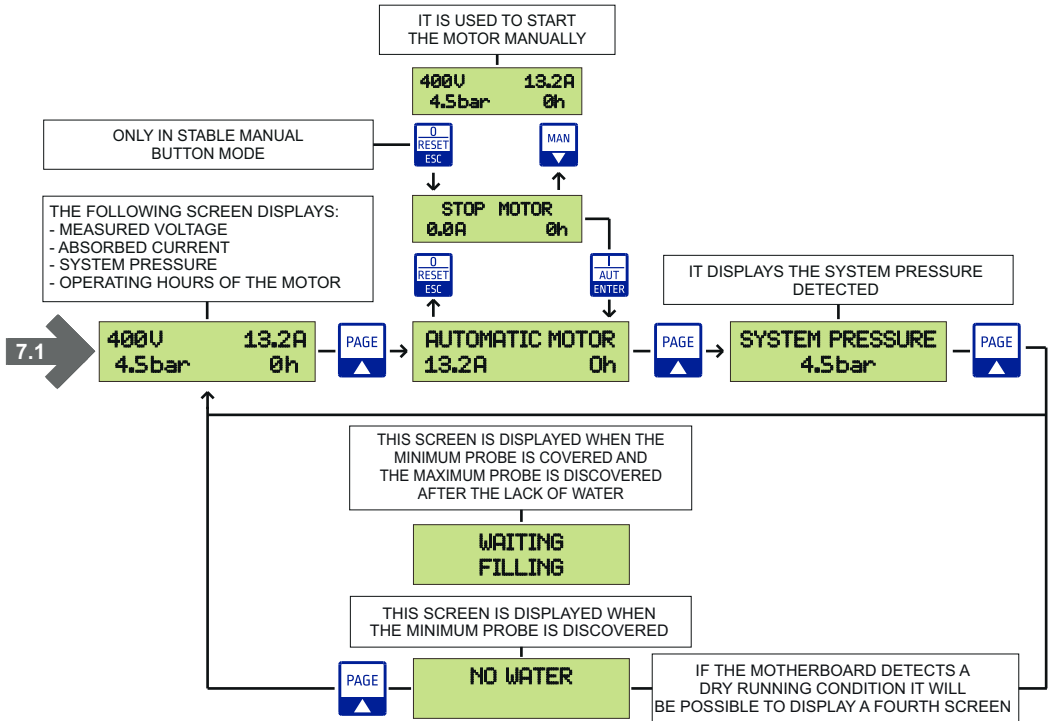 IT IS USED TO START
THE MOTOR MANUALLY
400V 13.2A
4.5bar 0h
ONLY IN STABLE MANUAL
BUTTON MODE
0
RESET
ESC
MAN
STOP MOTOR
0.0A 0h
THE FOLLOWING SCREEN DISPLAYS:
- MEASURED VOLTAGE
- ABSORBED CURRENT
- SYSTEM PRESSURE
- OPERATING HOURS OF THE MOTOR
0
RESET
ESC
I
AUT
ENTER
IT DISPLAYS THE SYSTEM PRESSURE
DETECTED
7.1
400V 13.2A
4.5bar 0h
PAGE
AUTOMATIC MOTOR
13.2A 0h
PAGE
SYSTEM PRESSURE
4.5bar
PAGE
THIS SCREEN IS DISPLAYED WHEN THE
MINIMUM PROBE IS COVERED AND
THE MAXIMUM PROBE IS DISCOVERED
AFTER THE LACK OF WATER
WAITING
FILLING
THIS SCREEN IS DISPLAYED WHEN
THE MINIMUM PROBE IS DISCOVERED
PAGE
NO WATER
IF THE MOTHERBOARD DETECTS A
DRY RUNNING CONDITION IT WILL
BE POSSIBLE TO DISPLAY A FOURTH SCREEN